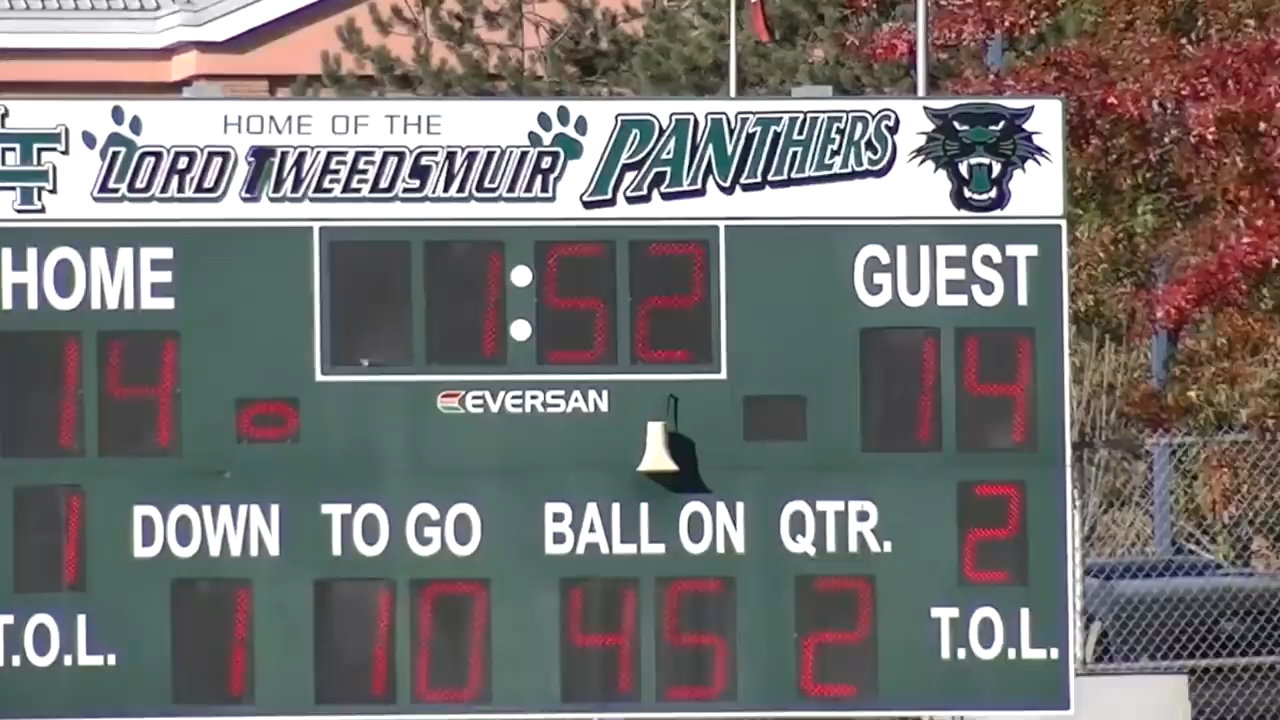 HOME OF THE
LORD TWEEDSMUIR PANTHERS
HOME 1:52 GUEST
14 14
EVERSAN
1 DOWN TO GO BALL ON QTR. 2
T.O.L. 1 10 45 2 T.O.L.